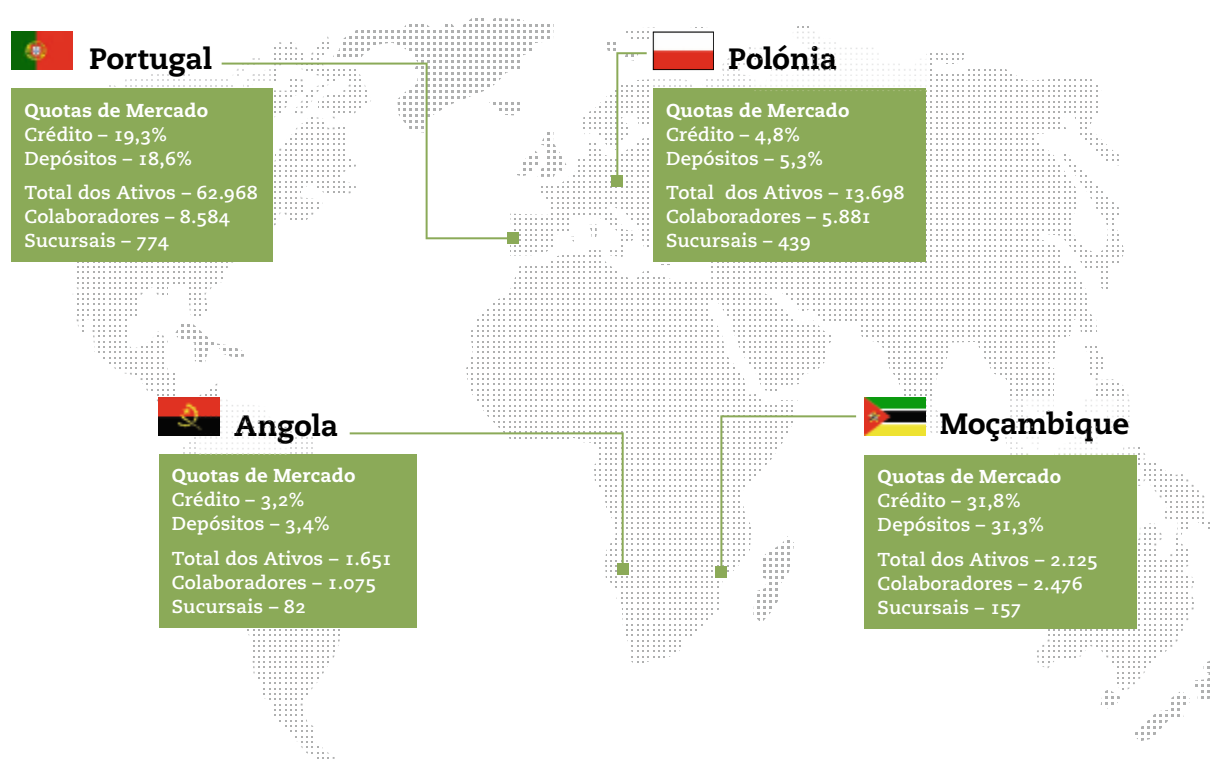 Portugal
Quotas de Mercado
Crédito – 19,3%
Depósitos – 18,6%
Total dos Ativos – 62.968
Colaboradores – 8.584
Sucursais – 774
Polónia
Quotas de Mercado
Crédito – 4,8%
Depósitos – 5,3%
Total dos Ativos – 13.698
Colaboradores – 5.881
Sucursais – 439
Angola
Quotas de Mercado
Crédito – 3,2%
Depósitos – 3,4%
Total dos Ativos – 1.651
Colaboradores – 1.075
Sucursais – 82
Moçambique
Quotas de Mercado
Crédito – 31,8%
Depósitos – 31,3%
Total dos Ativos – 2.125
Colaboradores – 2.476
Sucursais – 157